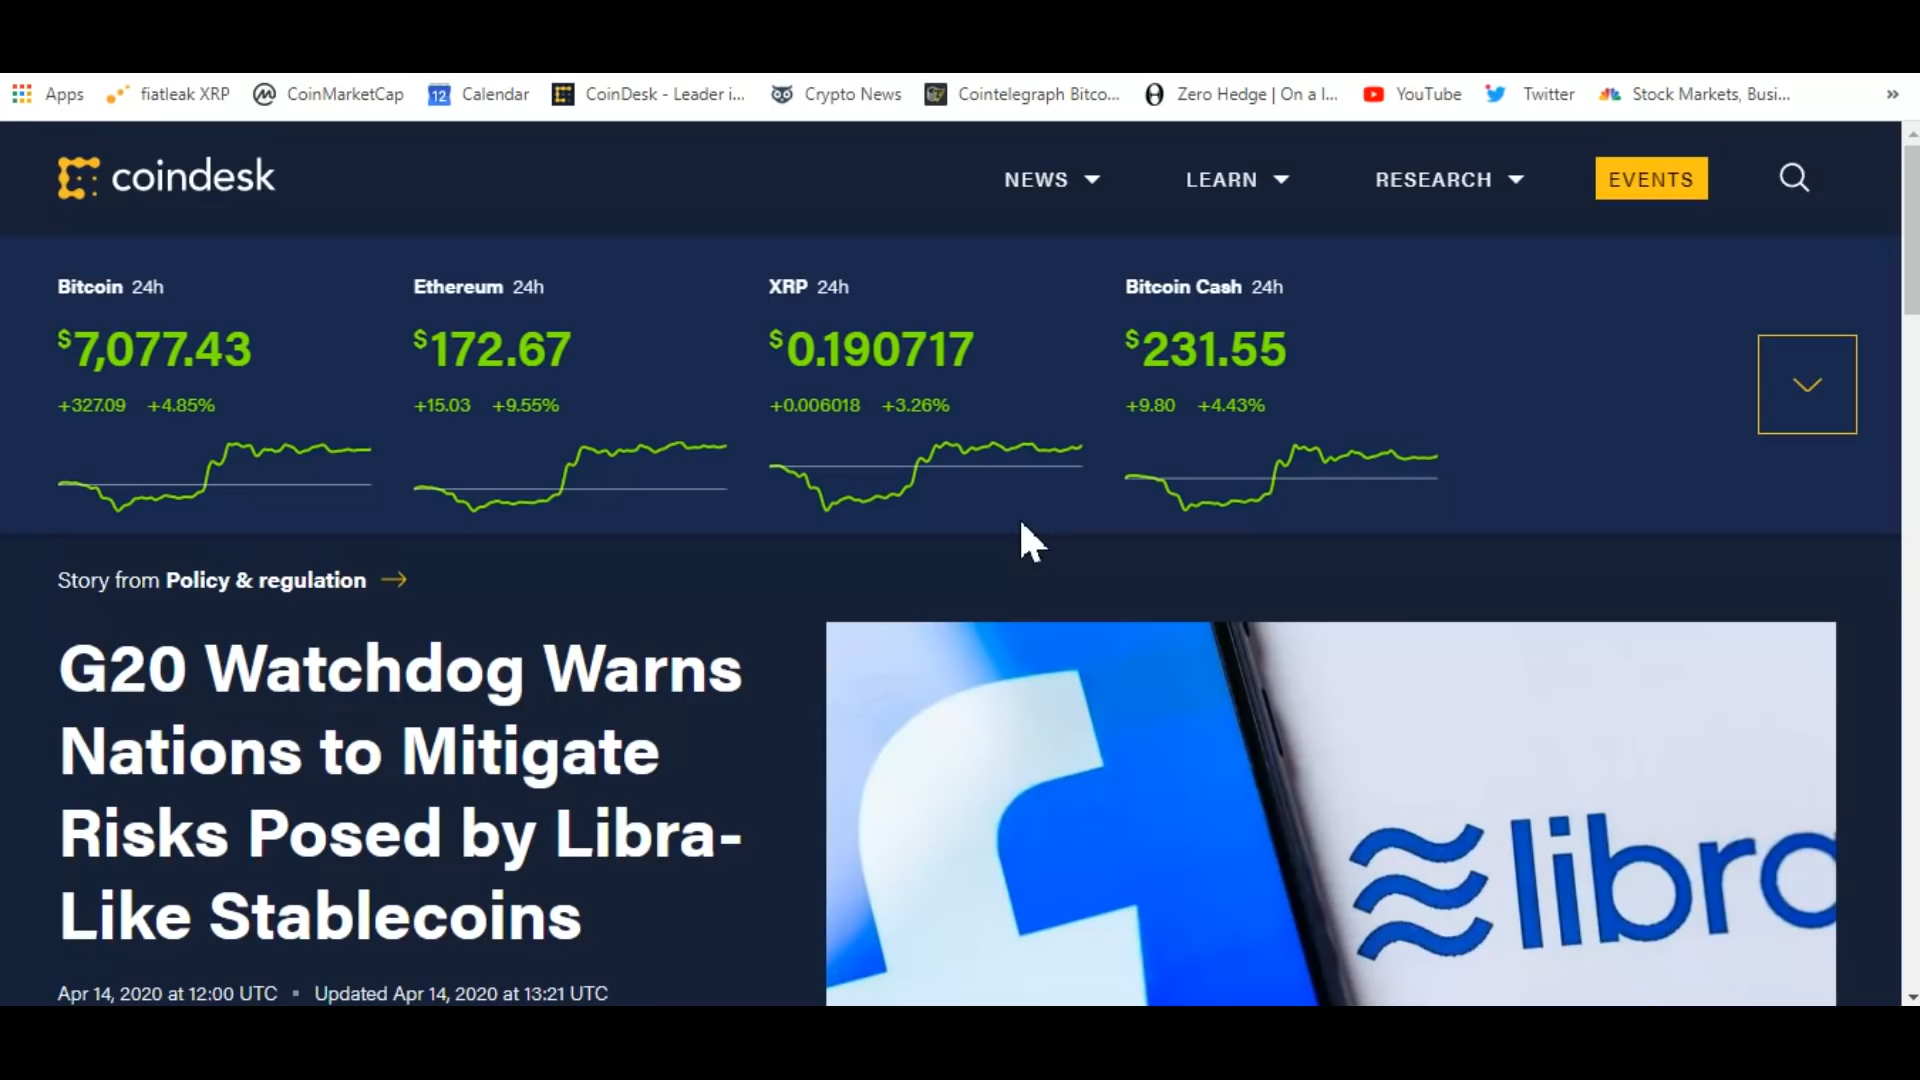 Apps fiatleak XRP CoinMarketCap 12 Calendar CoinDesk - Leader i... Crypto News Cointelegraph Bitco... Zero Hedge | On a l... YouTube Twitter Stock Markets, Busi... »
coindesk NEWS LEARN RESEARCH EVENTS
Bitcoin 24h Ethereum 24h XRP 24h Bitcoin Cash 24h
$7,077.43 $172.67 $0.190717 $231.55
+327.09 +4.85% +15.03 +9.55% +0.006018 +3.26% +9.80 +4.43%
Story from Policy & regulation →
G20 Watchdog Warns
Nations to Mitigate
Risks Posed by Libra-
Like Stablecoins
libra
Apr 14, 2020 at 12:00 UTC ▪ Updated Apr 14, 2020 at 13:21 UTC